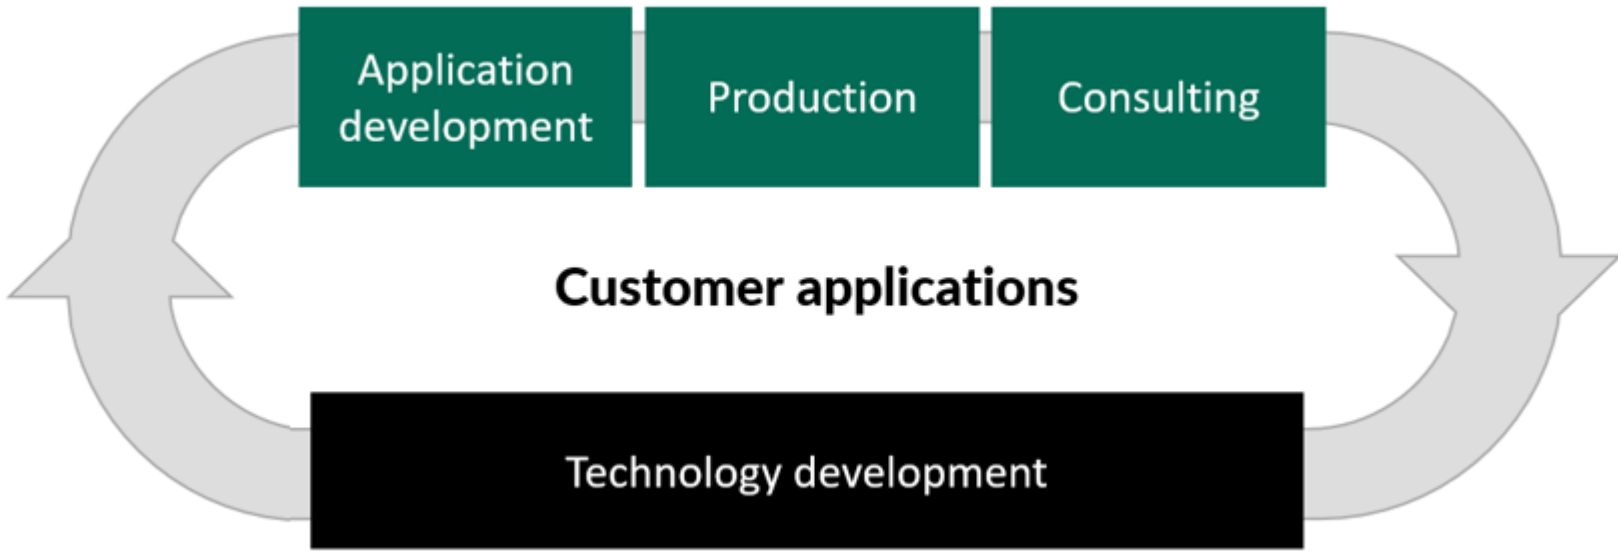 Application
development
Production
Consulting
Customer applications
Technology development